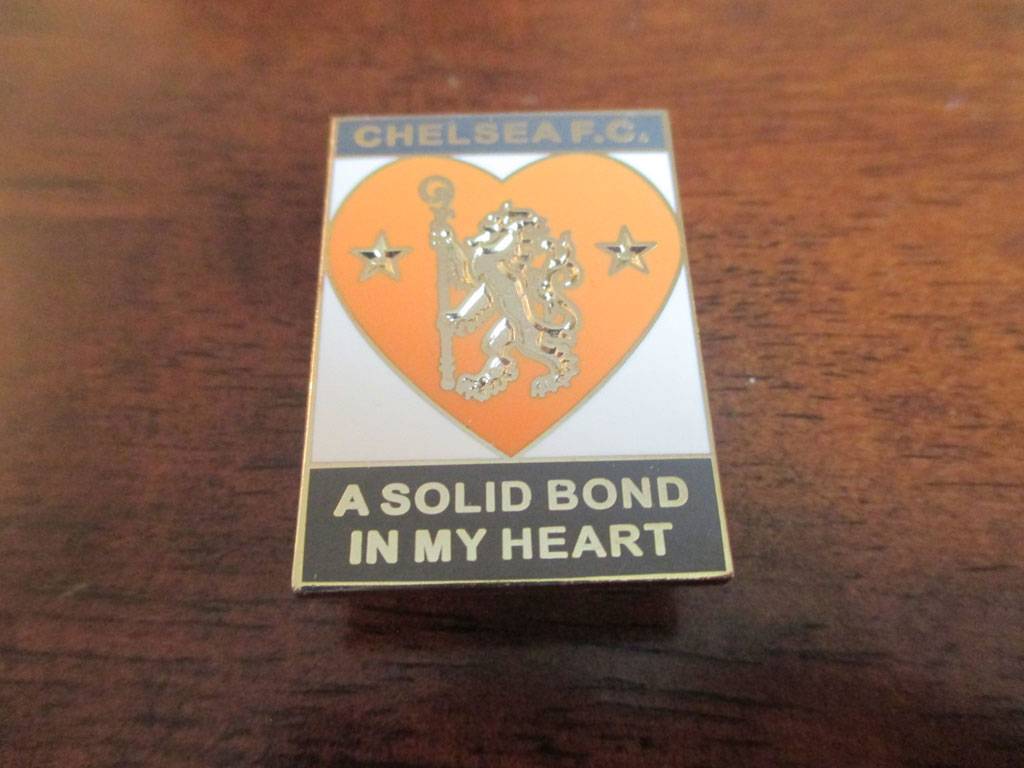 CHELSEA F.C.
A SOLID BOND
IN MY HEART